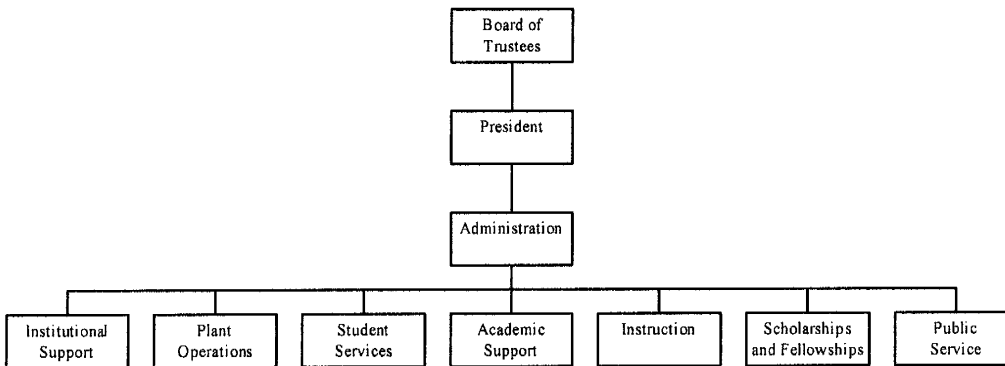 Board of
Trustees
President
Administration
Institutional
Support
Plant
Operations
Student
Services
Academic
Support
Instruction
Scholarships
and Fellowships
Public
Service